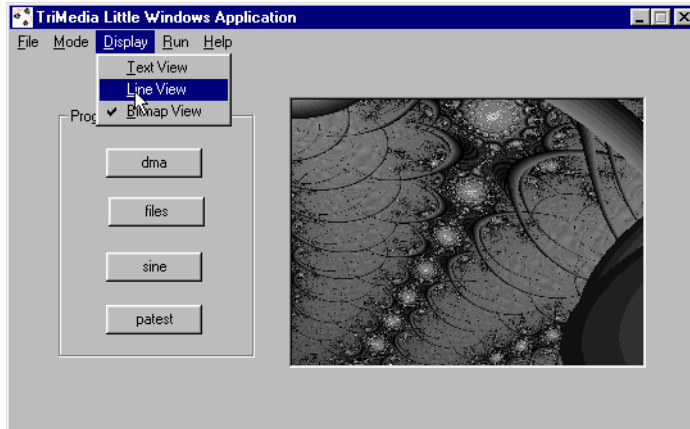 TriMedia Little Windows Application
File Mode Display Run Help
Text View
Line View
Bitmap View
dma
files
sine
patest